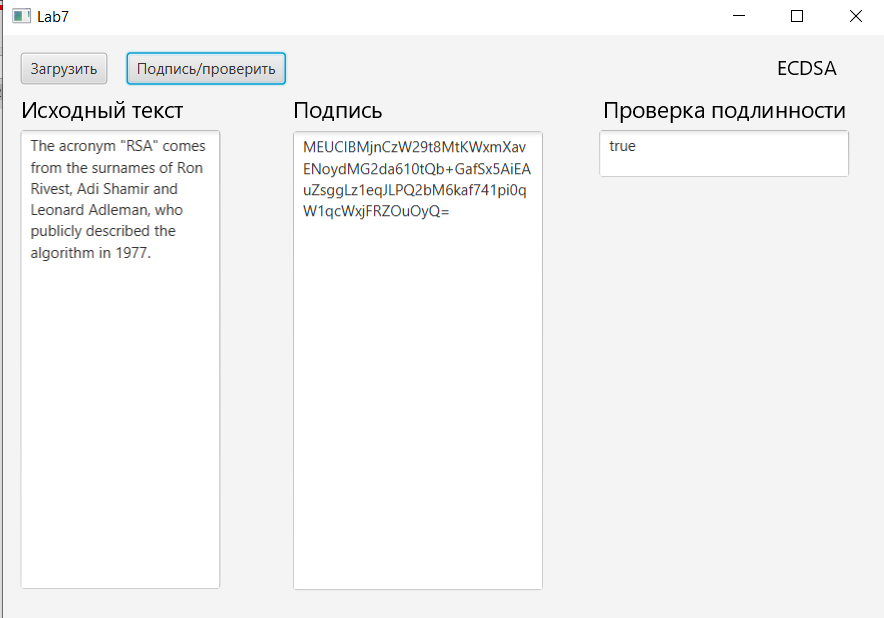 Lab7
Загрузить
Подпись/проверить
ECDSA
Исходный текст
The acronym "RSA" comes
from the surnames of Ron
Rivest, Adi Shamir and
Leonard Adleman, who
publicly described the
algorithm in 1977.
Подпись
MEUCIBMjnCzW29t8MtKWxmXav
ENoydMG2da610tQb+GafSx5AiEA
uZsggLz1eqJLPQ2bM6kaf741pi0q
W1qcWxjFRZOuOyQ=
Проверка подлинности
true